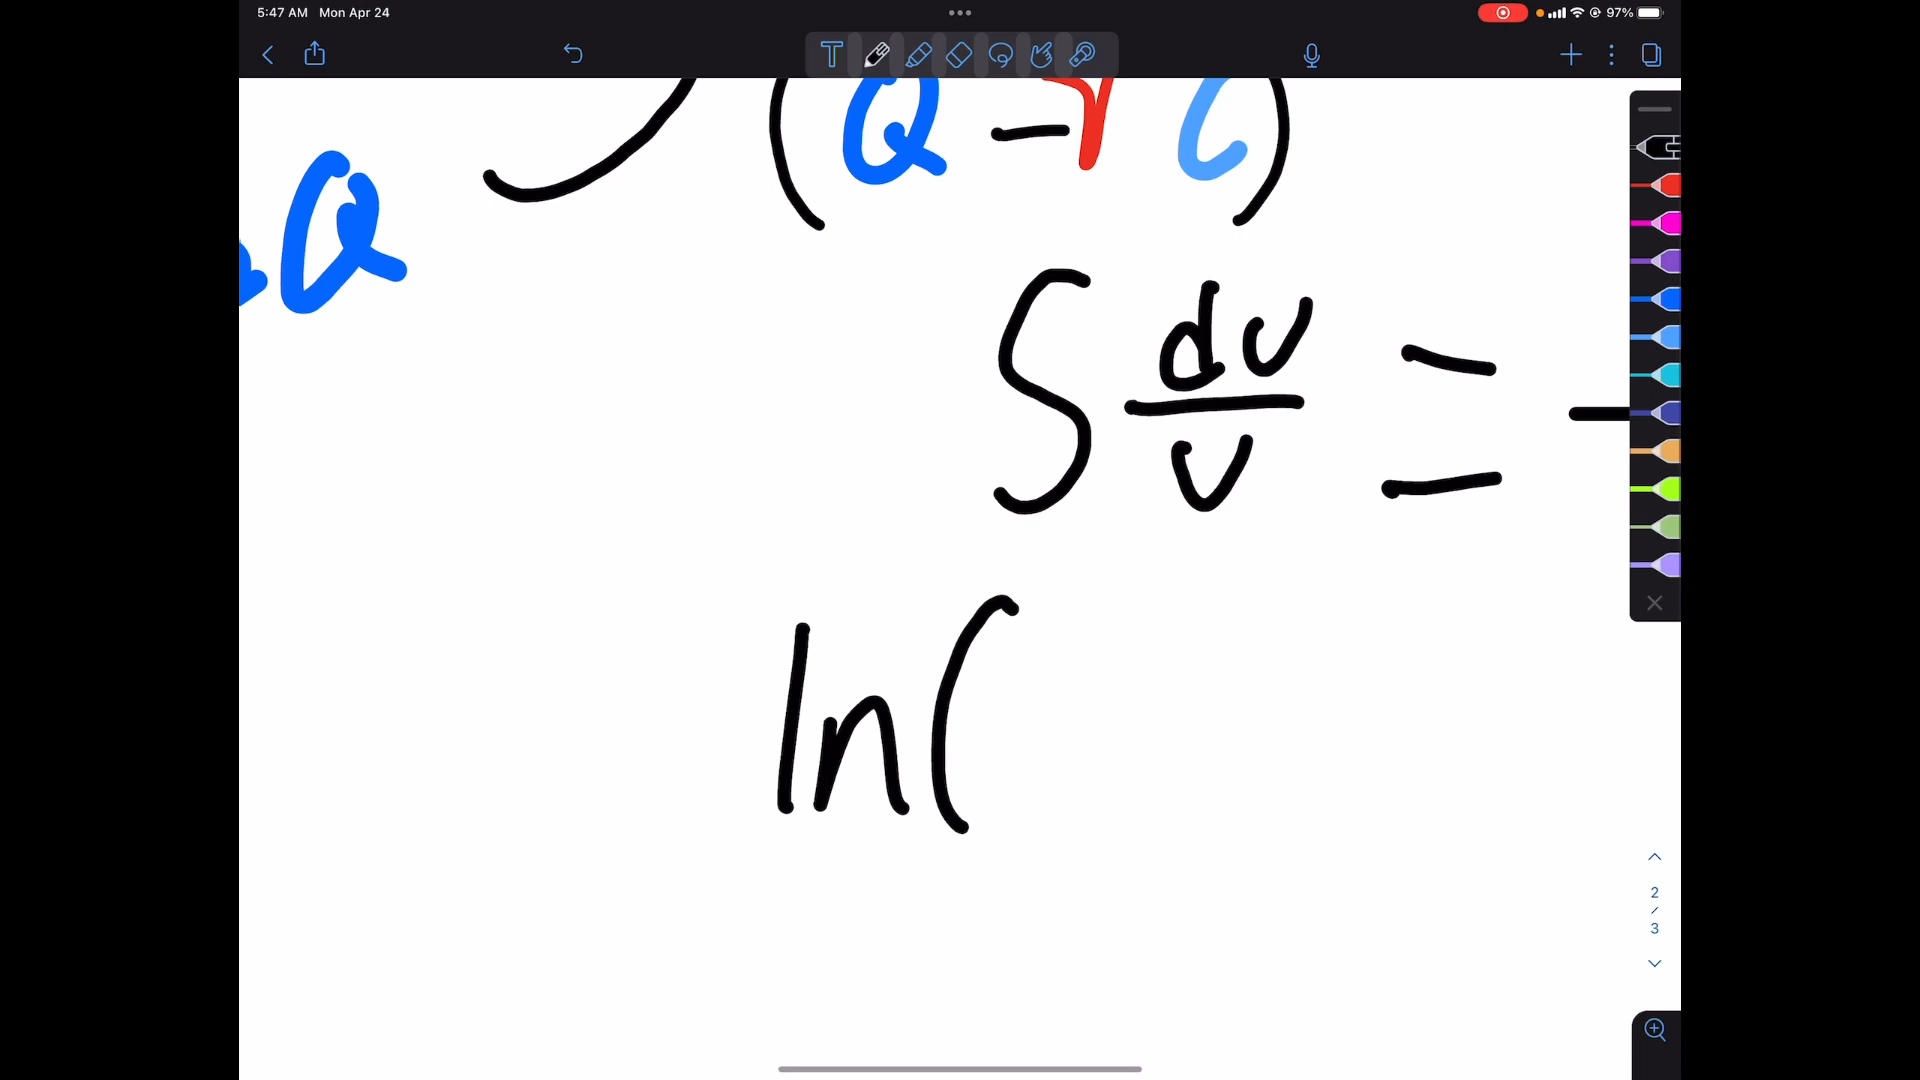 5:47 AM Mon Apr 24
97%
T
(Q - r C)
Q
∫ dv/v =
ln(
2
/
3